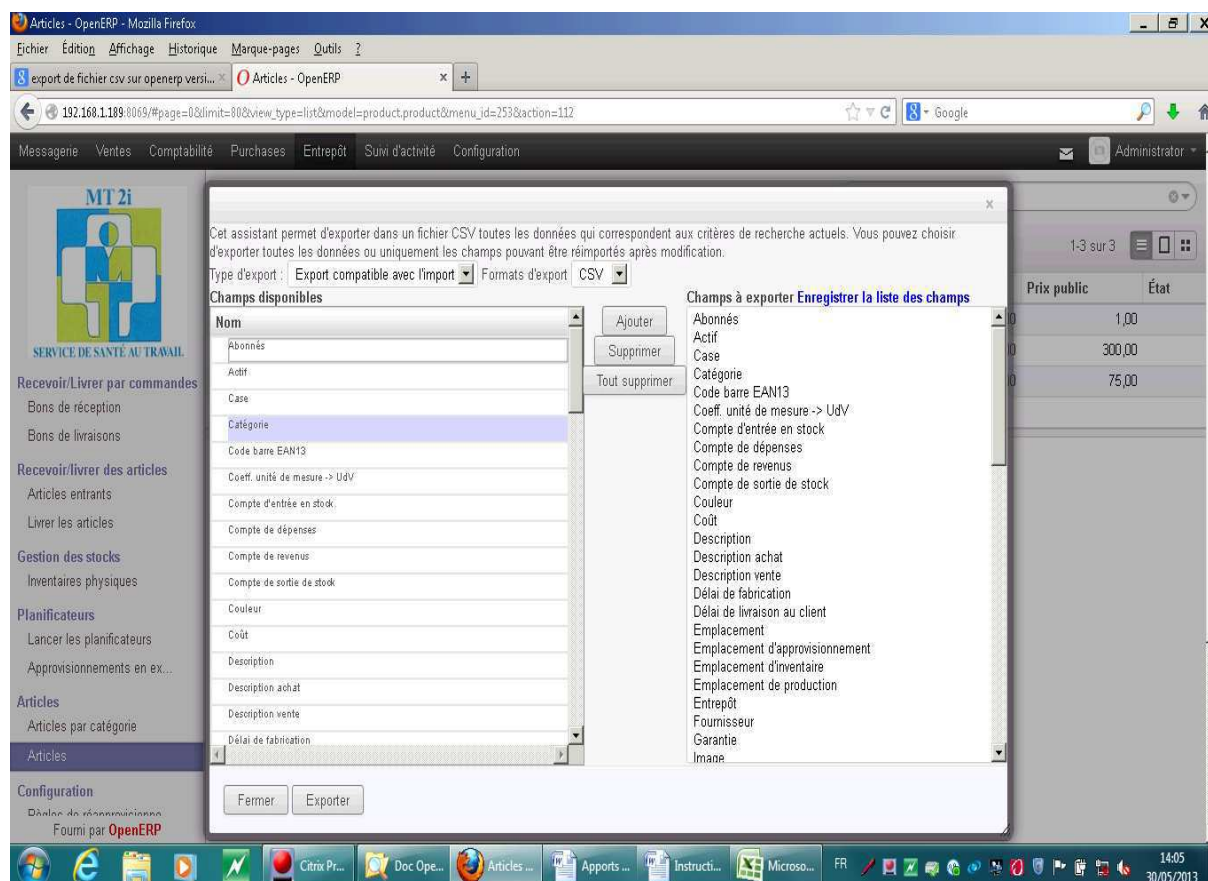 Articles - OpenERP - Mozilla Firefox
Fichier Édition Affichage Historique Marque-pages Outils ?
export de fichier csv sur openerp versi... × Articles - OpenERP × +
192.168.1.189:8069/#page=0&limit=80&view_type=list&model=product.product&menu_id=253&action=112 Google
Messagerie Ventes Comptabilité Purchases Entrepôt Suivi d'activité Configuration Administrator
MT 2i
SERVICE DE SANTÉ AU TRAVAIL
Recevoir/Livrer par commandes
Bons de réception
Bons de livraisons
Recevoir/livrer des articles
Articles entrants
Livrer les articles
Gestion des stocks
Inventaires physiques
Planificateurs
Lancer les planificateurs
Approvisionnements en ex...
Articles
Articles par catégorie
Articles
Configuration
Règles de réapprovisionne
Fourni par OpenERP
x
Cet assistant permet d'exporter dans un fichier CSV toutes les données qui correspondent aux critères de recherche actuels. Vous pouvez choisir
d'exporter toutes les données ou uniquement les champs pouvant être réimportés après modification.
Type d'export : Export compatible avec l'import Formats d'export CSV
Champs disponibles
Nom
Abonnés
Actif
Case
Catégorie
Code barre EAN13
Coeff. unité de mesure -> UdV
Compte d'entrée en stock
Compte de dépenses
Compte de revenus
Compte de sortie de stock
Couleur
Coût
Description
Description achat
Description vente
Délai de fabrication
Ajouter
Supprimer
Tout supprimer
Champs à exporter Enregistrer la liste des champs
Abonnés
Actif
Case
Catégorie
Code barre EAN13
Coeff. unité de mesure -> UdV
Compte d'entrée en stock
Compte de dépenses
Compte de revenus
Compte de sortie de stock
Couleur
Coût
Description
Description achat
Description vente
Délai de fabrication
Délai de livraison au client
Emplacement
Emplacement d'approvisionnement
Emplacement d'inventaire
Emplacement de production
Entrepôt
Fournisseur
Garantie
Image
Fermer Exporter
1-3 sur 3
Prix public État
0 1,00
0 300,00
0 75,00
Citrix Pr... Doc Ope... Articles ... Apports ... Instructi... Microso... FR 14:05
30/05/2013